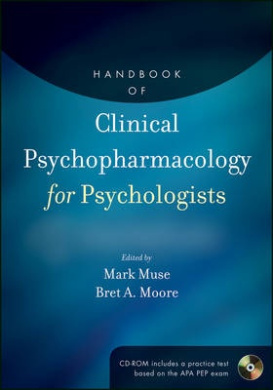 HANDBOOK
OF
Clinical
Psychopharmacology
for Psychologists
Edited by
Mark Muse
Bret A. Moore
CD-ROM includes a practice test
based on the APA PEP exam